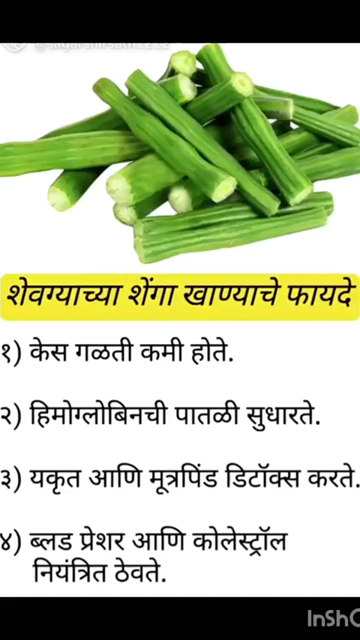 शेवग्याच्या शेंगा खाण्याचे फायदे
१) केस गळती कमी होते.
२) हिमोग्लोबिनची पातळी सुधारते.
३) यकृत आणि मूत्रपिंड डिटॉक्स करते.
४) ब्लड प्रेशर आणि कोलेस्ट्रॉल
नियंत्रित ठेवते.